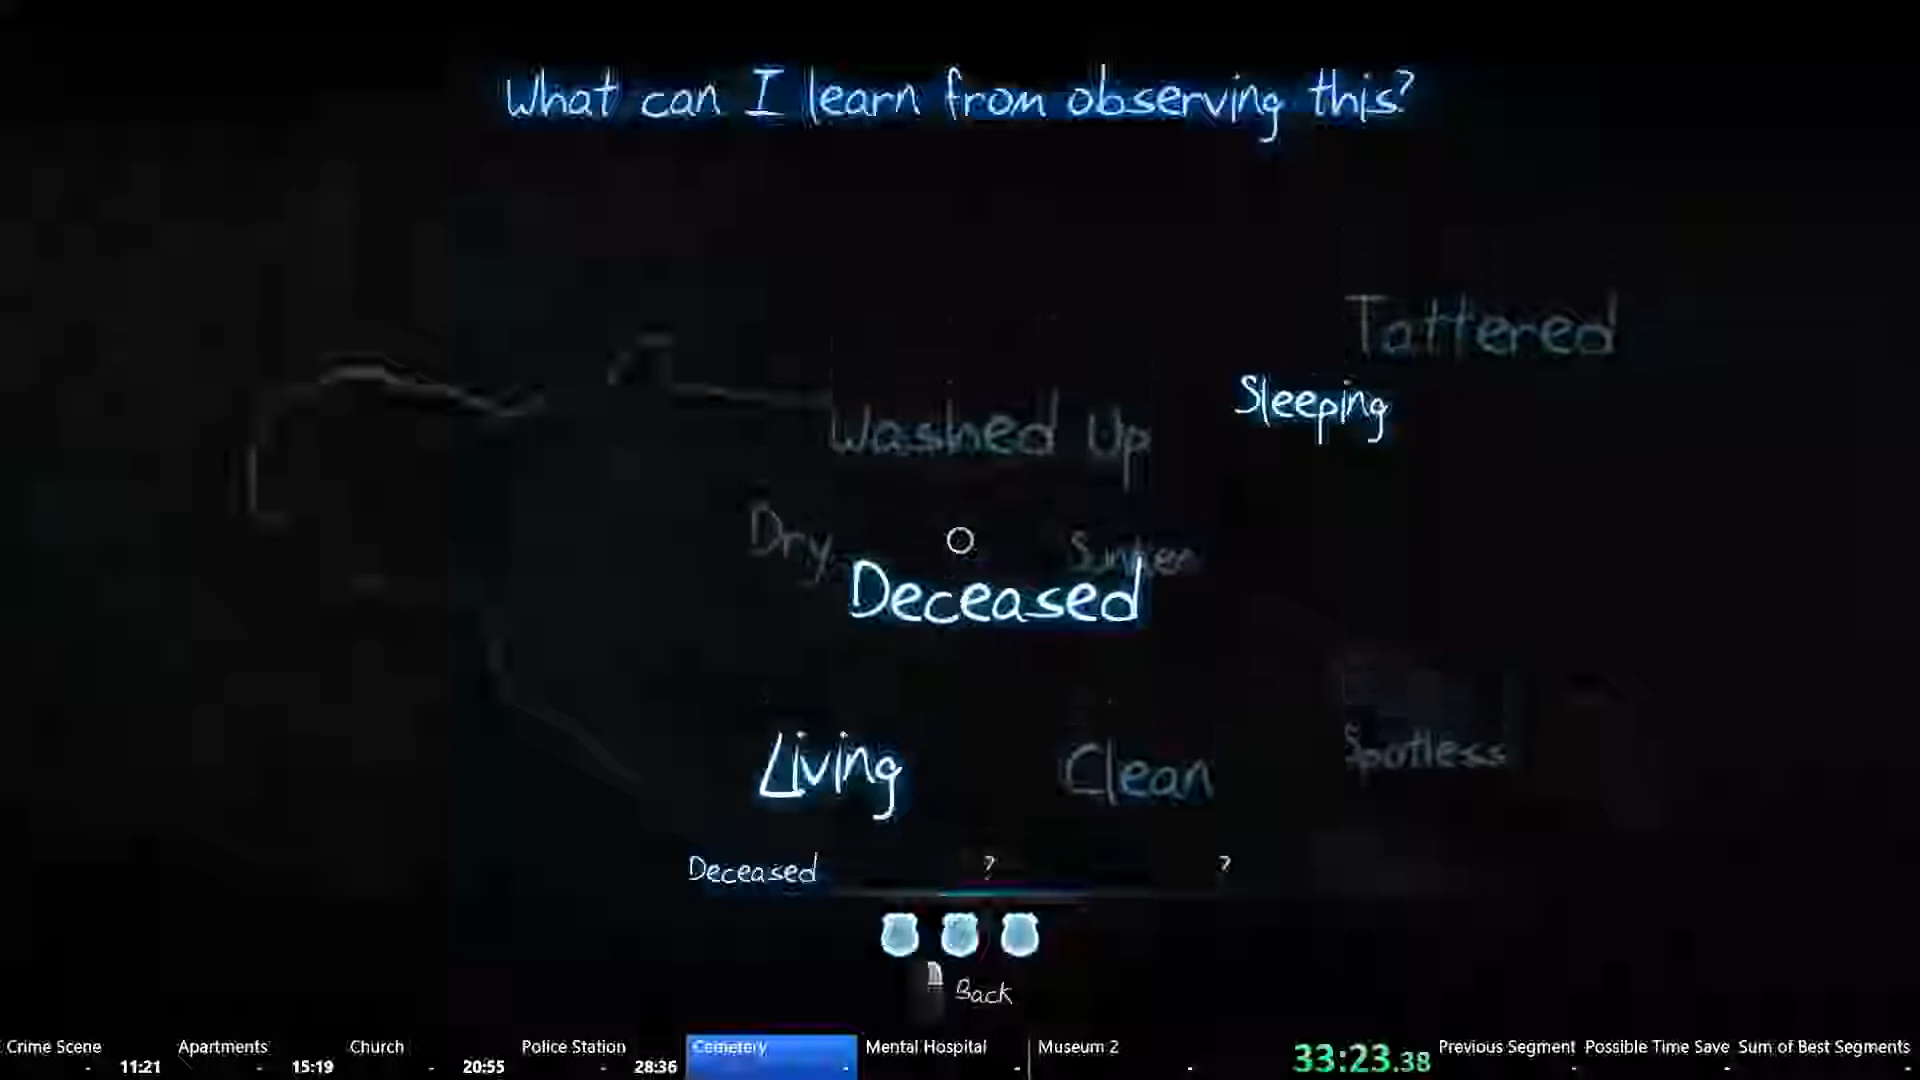 What can I learn from observing this?
Tattered
Sleeping
Washed Up
Dry
Sunken
Deceased
Living
Clean
Spotless
Deceased ? ?
Back
Crime Scene Apartments Church Police Station Cemetery Mental Hospital Museum 2 33:23.38 Previous Segment Possible Time Save Sum of Best Segments
- 11:21 - 15:19 - 20:55 - 28:36 - - - - - -